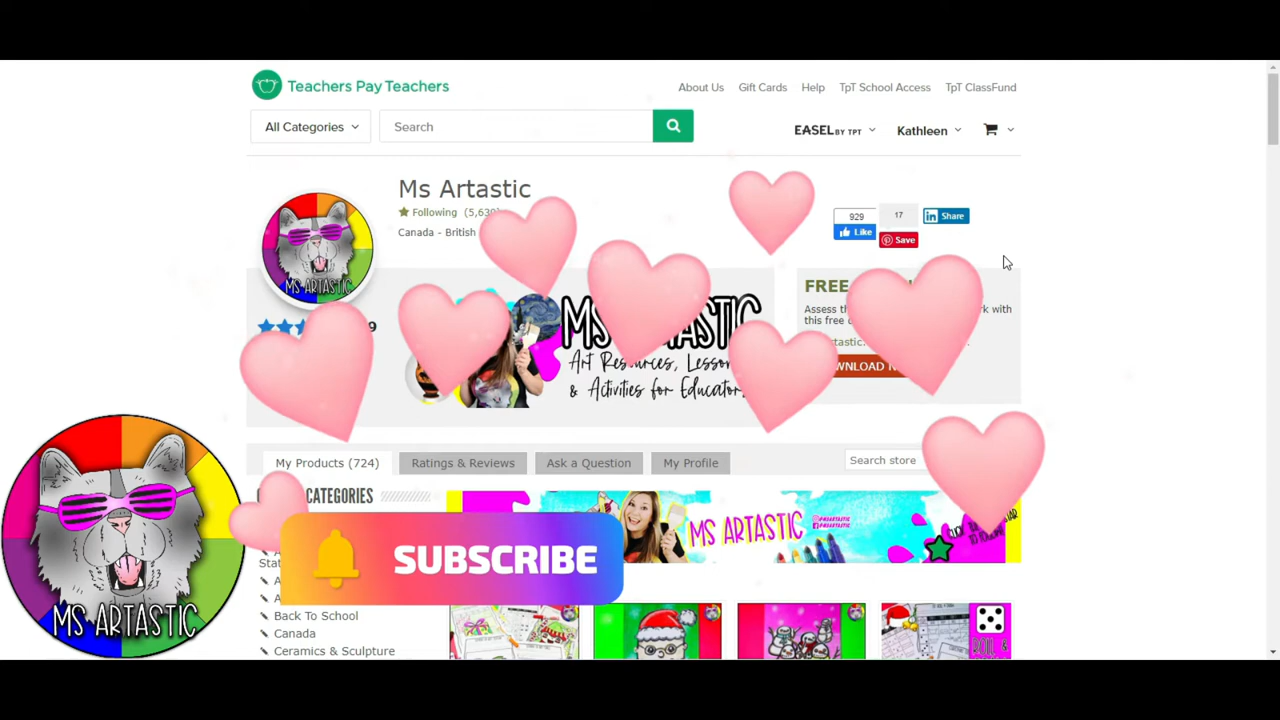 Teachers Pay Teachers
About Us
Gift Cards
Help
TpT School Access
TpT ClassFund
All Categories
Search
EASEL BY TPT
Kathleen
Ms Artastic
Following
Canada - British
929
Like
17
Save
Share
MS ARTASTIC
FREE
Assess
with
this free
MS ARTASTIC
Art Resources,
& Activities for Educators
My Products (724)
Ratings & Reviews
Ask a Question
My Profile
Search store
CATEGORIES
MS ARTASTIC
SUBSCRIBE
Back To School
Canada
Ceramics & Sculpture
ROLL &
MS ARTASTIC